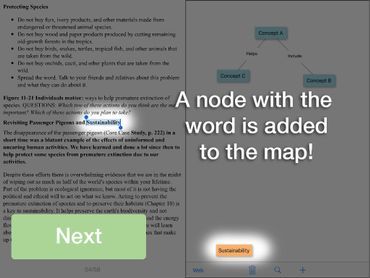 Protecting Species
Do not buy furs, ivory products, and other materials made from
endangered or threatened animal species.
Do not buy wood and paper products produced by cutting remaining
old-growth forests in the tropics.
Do not buy birds, snakes, turtles, tropical fish, and other animals that
are taken from the wild.
Do not buy orchids, cacti, and other plants that are taken from the
wild.
Spread the word. Talk to your friends and relatives about this problem
and what they can do about it.
Figure 11-21 Individuals matter: ways to help prevent premature extinction of
species. QUESTIONS: Which two of these actions do you think are the most
important? Which of these actions do you plan to take?
Revisiting Passenger Pigeons and Sustainability
The disappearance of the passenger pigeon (Core Case Study, p. 222) in a
short time was a blatant example of the effects of uninformed and
uncaring human activities. We have learned and done a lot since then to
help protect some species from premature extinction due to our
activities.
Despite these efforts there is overwhelming evidence that we are in the midst
of wiping out as much as half of the world's species within your lifetime.
Part of the problem is ecological ignorance, but most of it is not having the
political and ethical will to act on what we know. Acting to prevent the
extinction of species and to preserve their habitats (Chapter 10) is
a key to sustainability. It helps preserve the earth's biodiversity and not
Next
54/58
Concept A
Helps
Include
Concept C
Concept B
A node with the
word is added
to the map!
Sustainability
Web